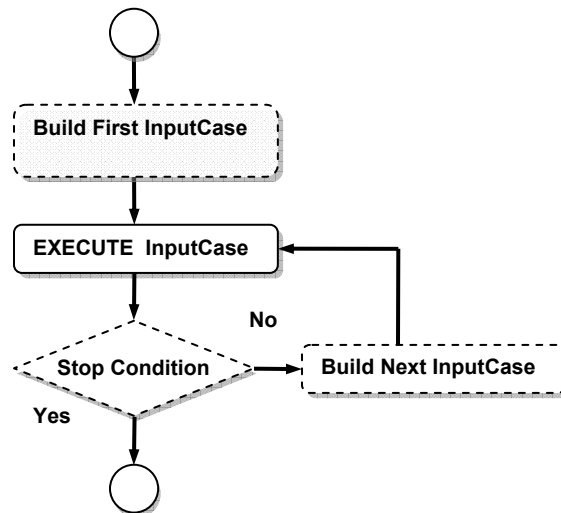 Build First InputCase
EXECUTE InputCase
No
Stop Condition
Build Next InputCase
Yes